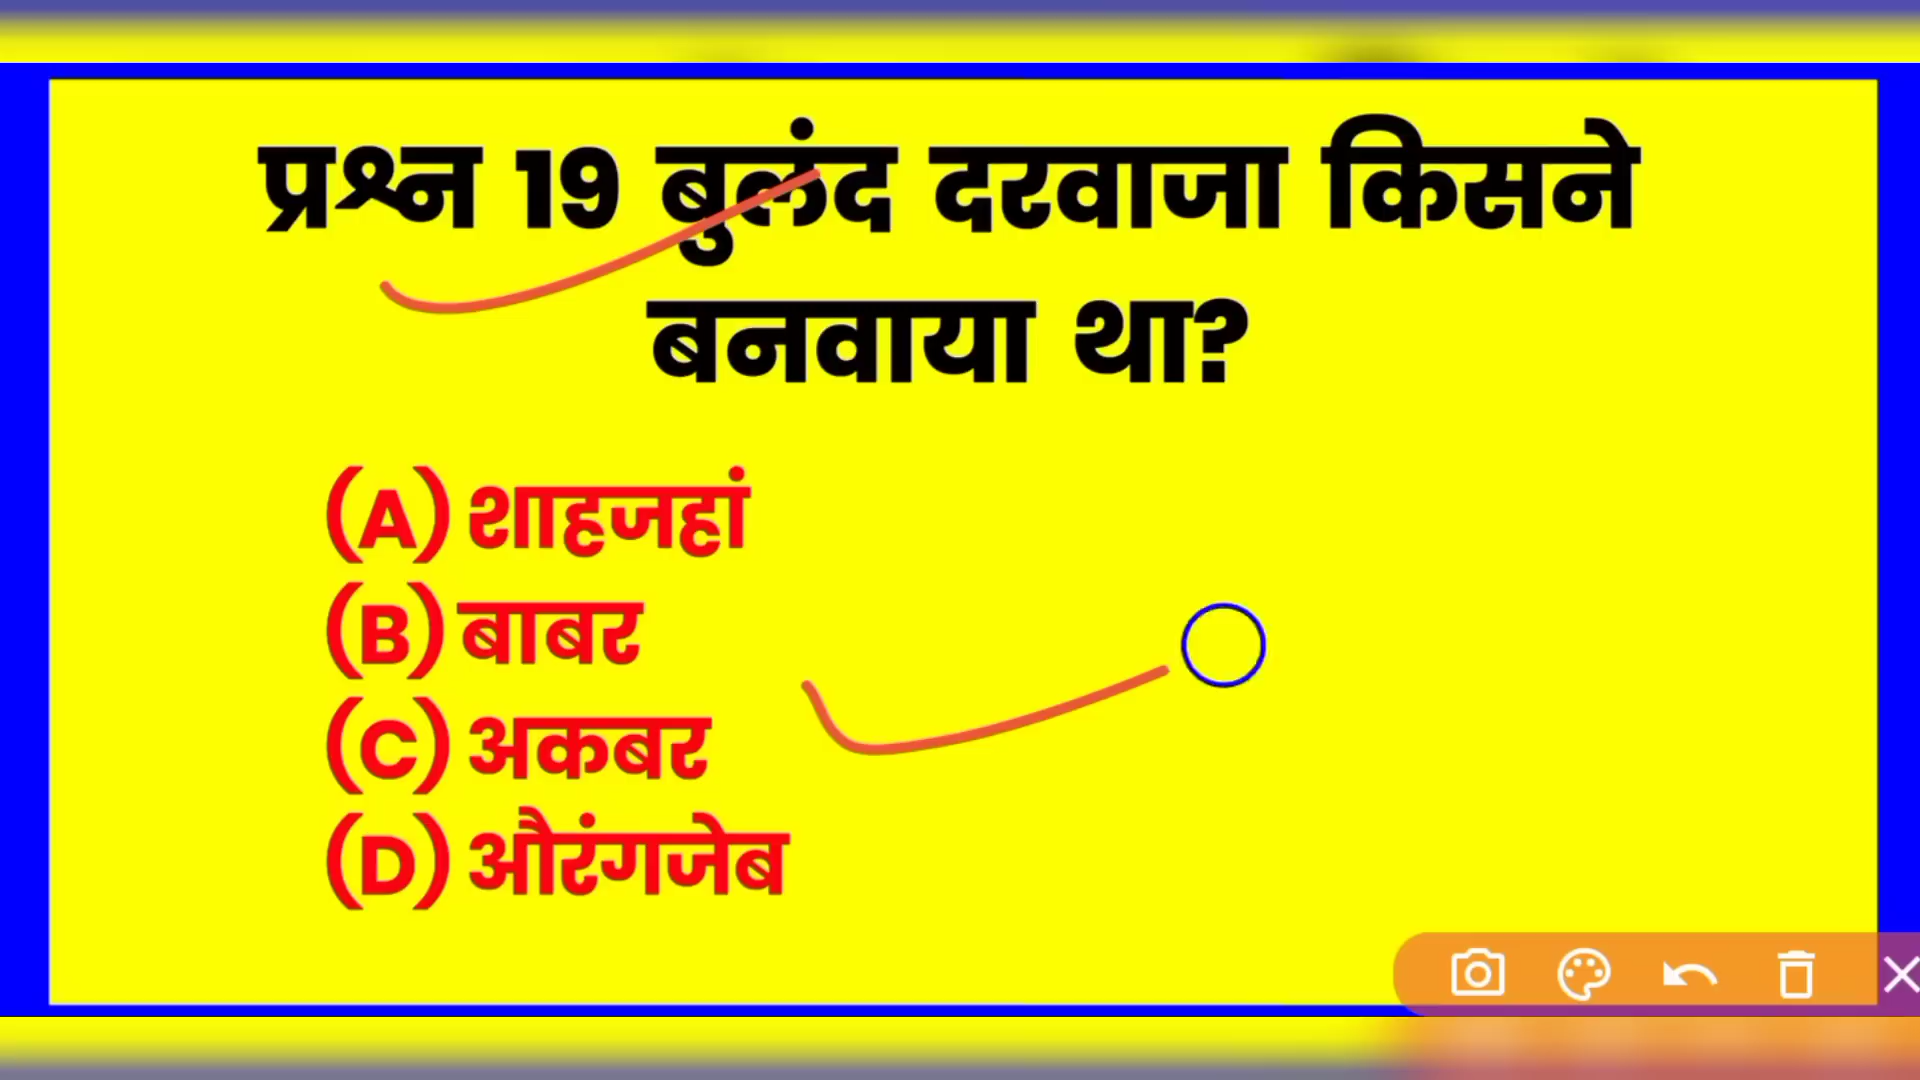 प्रश्न 19 बुलंद दरवाजा किसने
बनवाया था?
(A) शाहजहां
(B) बाबर
(C) अकबर
(D) औरंगजेब